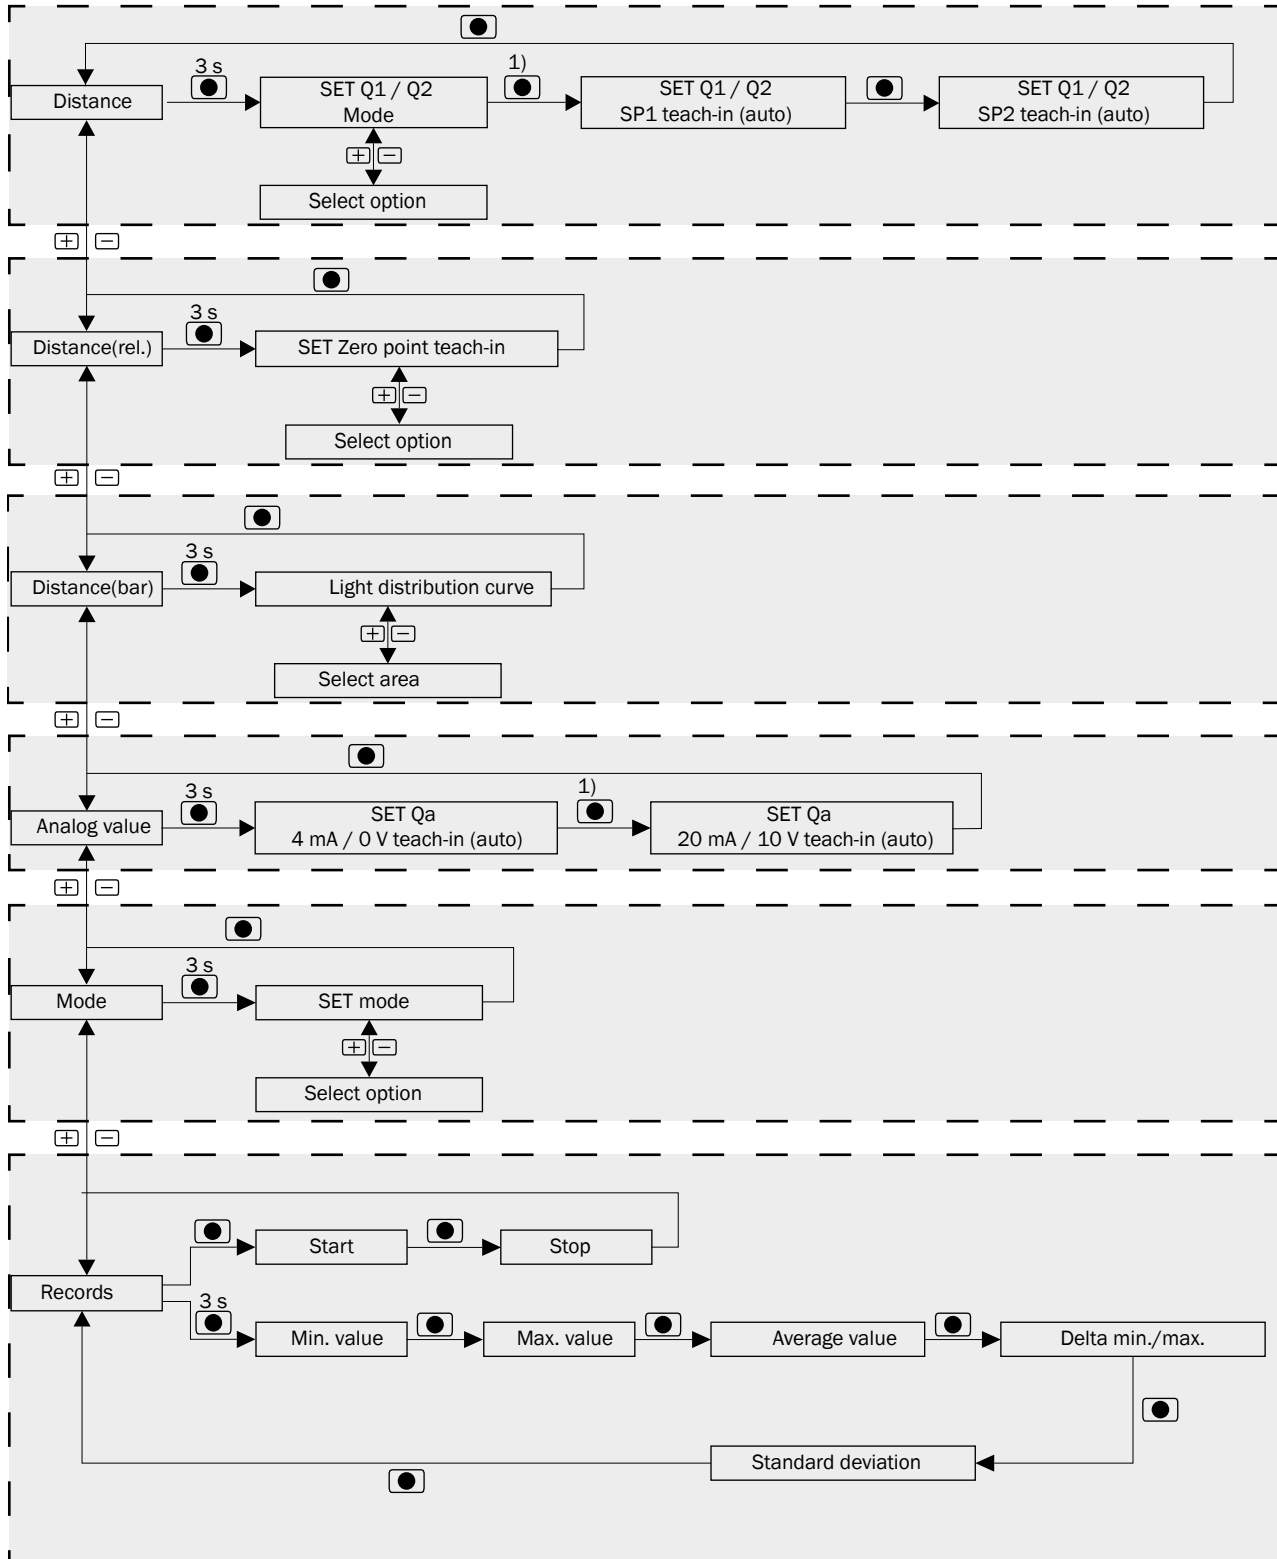 3 s
1)
Distance
SET Q1 / Q2
Mode
SET Q1 / Q2
SP1 teach-in (auto)
SET Q1 / Q2
SP2 teach-in (auto)
+ −
Select option
+ −
3 s
Distance(rel.)
SET Zero point teach-in
+ −
Select option
+ −
3 s
Distance(bar)
Light distribution curve
+ −
Select area
+ −
3 s
1)
Analog value
SET Qa
4 mA / 0 V teach-in (auto)
SET Qa
20 mA / 10 V teach-in (auto)
+ −
3 s
Mode
SET mode
+ −
Select option
+ −
Start
Stop
Records
3 s
Min. value
Max. value
Average value
Delta min./max.
Standard deviation